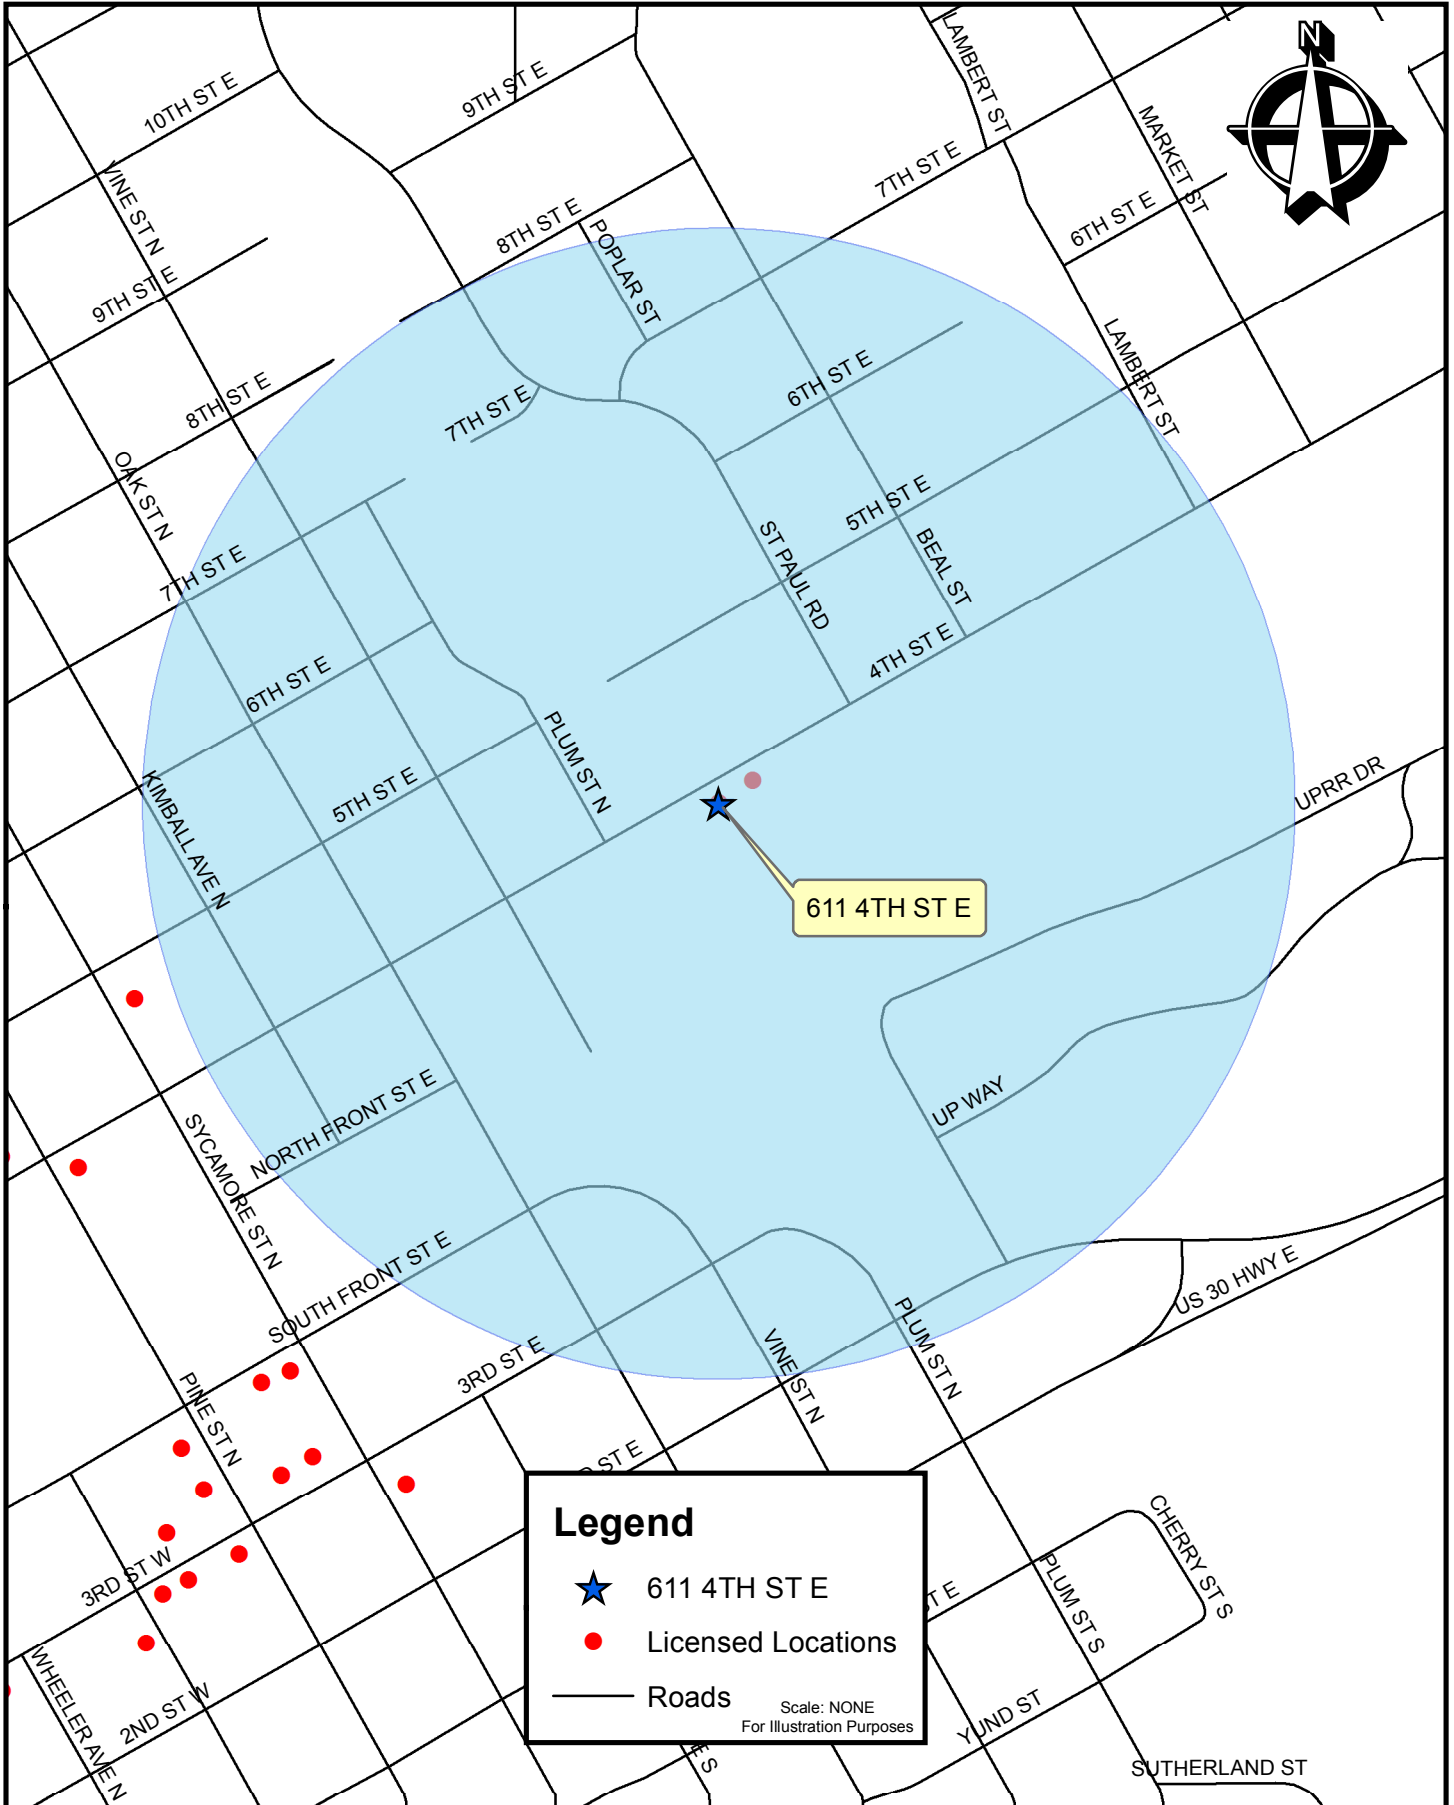 N
LAMBERT ST
MARKET ST
10TH ST E
9TH ST E
7TH ST E
6TH ST E
VINE ST N
8TH ST E
POPLAR ST
9TH ST E
LAMBERT ST
8TH ST E
7TH ST E
6TH ST E
OAK ST N
5TH ST E
7TH ST E
ST PAUL RD
BEAL ST
6TH ST E
4TH ST E
PLUM ST N
KIMBALL AVE N
5TH ST E
UPRR DR
611 4TH ST E
NORTH FRONT ST E
UP WAY
SYCAMORE ST N
SOUTH FRONT ST E
US 30 HWY E
3RD ST E
VINE ST N
PLUM ST N
PINE ST N
ST E
Legend
611 4TH ST E
Licensed Locations
Roads
Scale: NONE
For Illustration Purposes
3RD ST W
CHERRY ST S
PLUM ST S
T E
WHEELER AVE N
2ND ST W
YUND ST
E S
SUTHERLAND ST